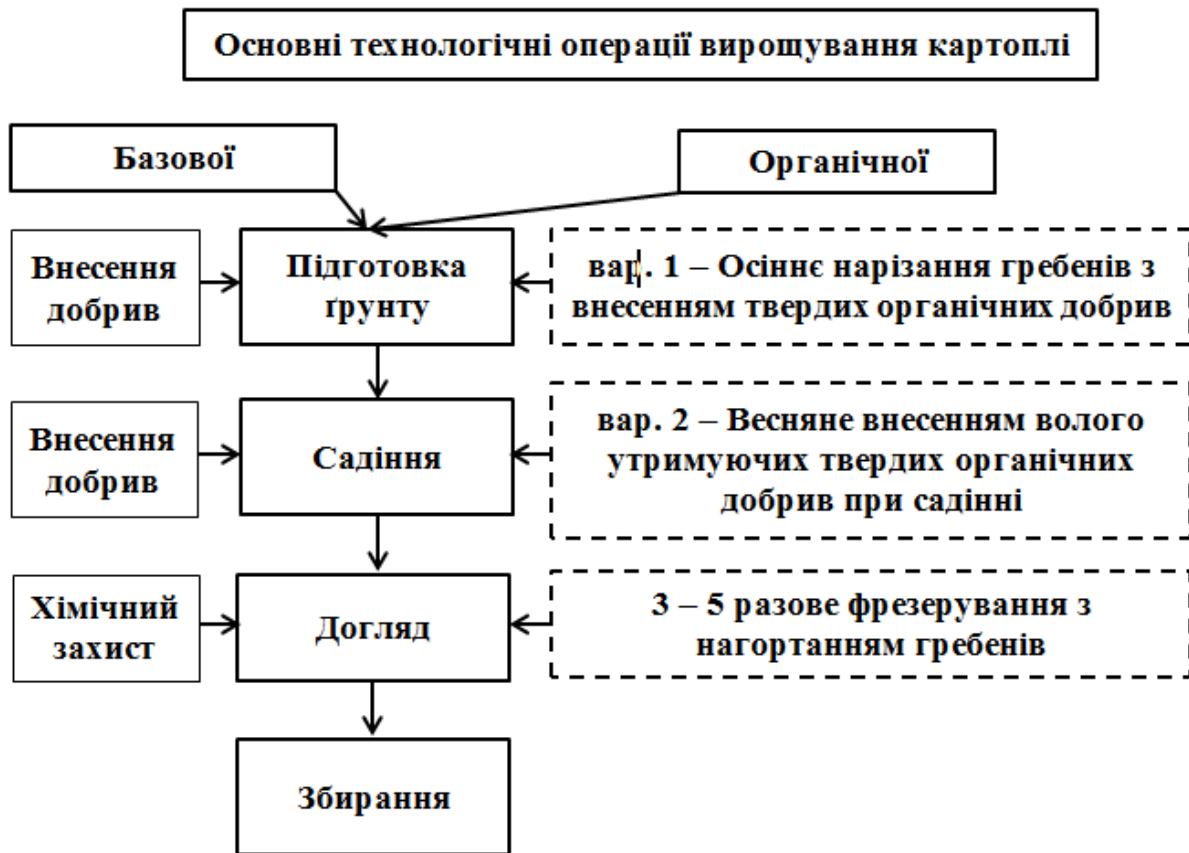 Основні технологічні операції вирощування картоплі
Базової
Органічної
Внесення
добрив
Підготовка
ґрунту
вар. 1 – Осіннє нарізання гребенів з
внесенням твердих органічних добрив
Внесення
добрив
Садіння
вар. 2 – Весняне внесенням волого
утримуючих твердих органічних
добрив при садінні
Хімічний
захист
Догляд
3 – 5 разове фрезерування з
нагортанням гребенів
Збирання